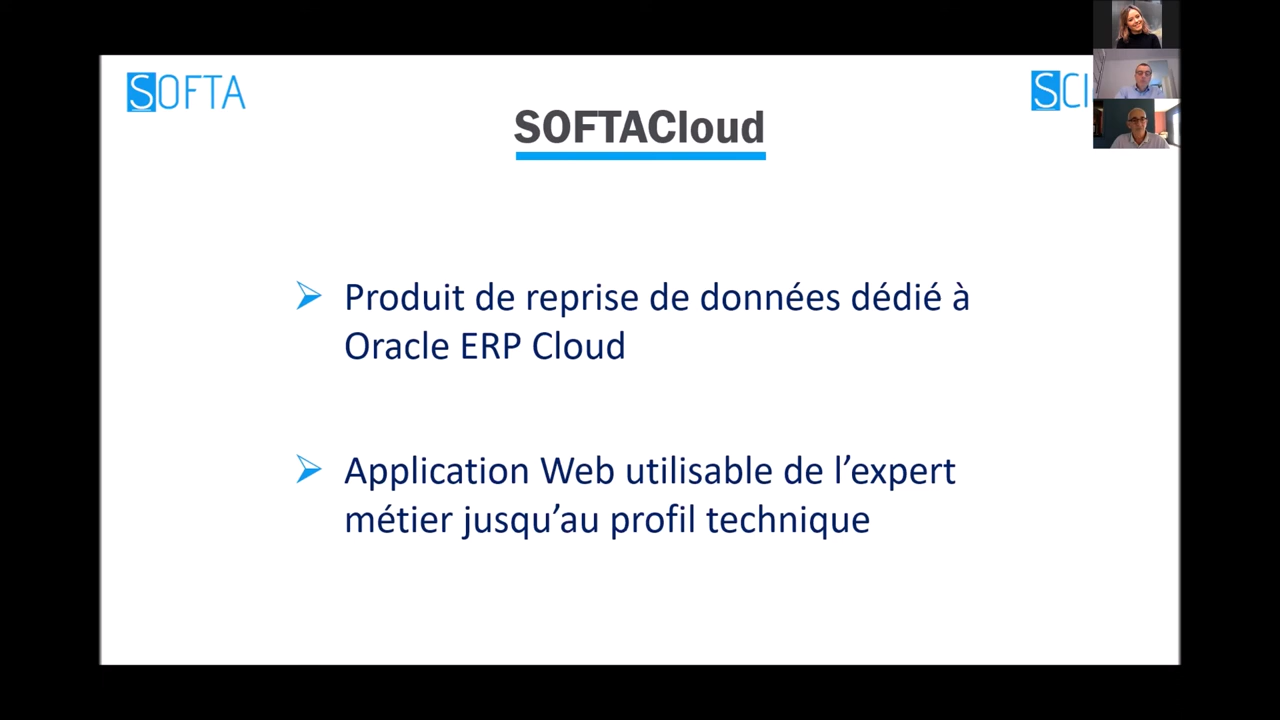 SOFTA
SCI
SOFTACloud
Produit de reprise de données dédié à
Oracle ERP Cloud
Application Web utilisable de l’expert
métier jusqu’au profil technique